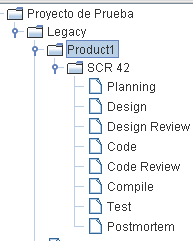 Proyecto de Prueba
Legacy
Product1
SCR 42
Planning
Design
Design Review
Code
Code Review
Compile
Test
Postmortem